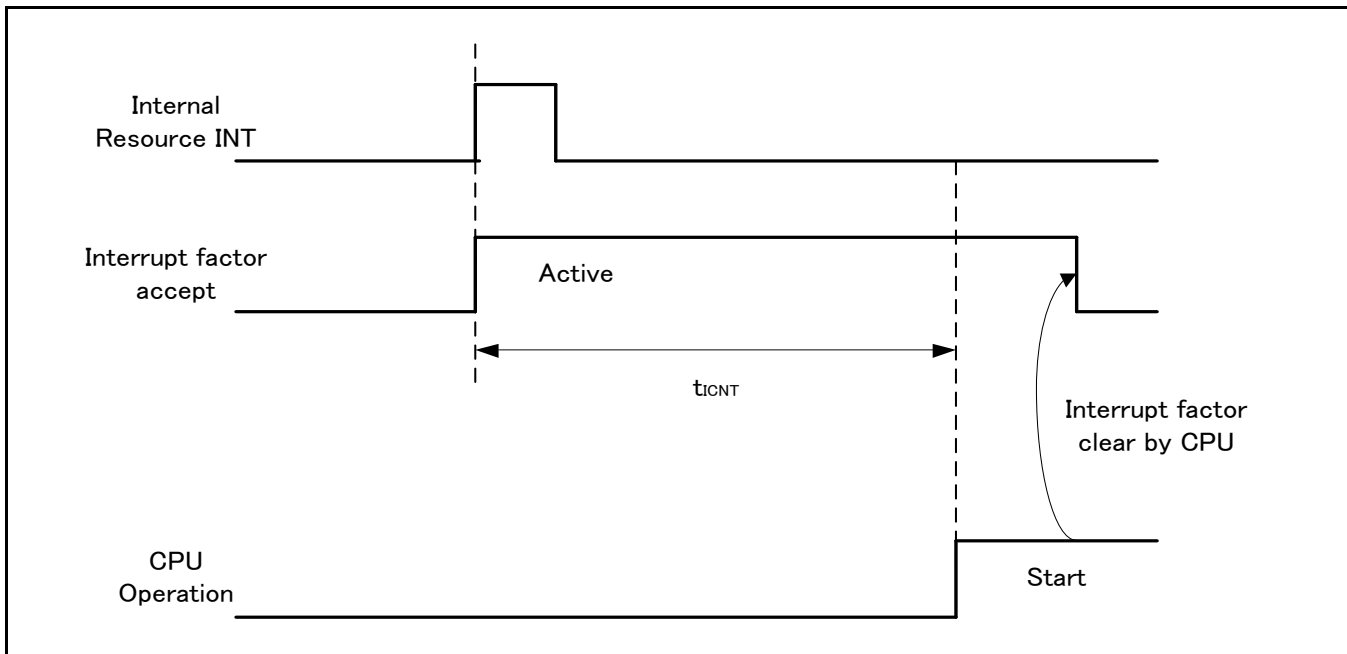 Internal
Resource INT
Interrupt factor
accept
Active
tICNT
Interrupt factor
clear by CPU
CPU
Operation
Start